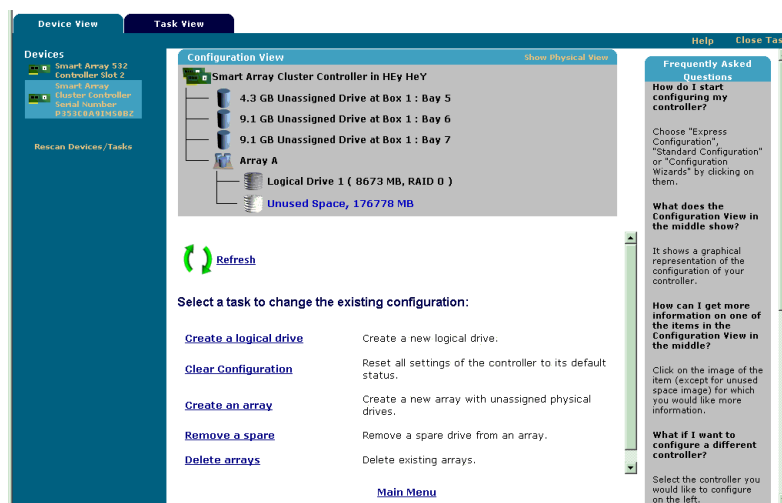 Device View
Task View
Help
Close Tas
Devices
Smart Array 532
Controller Slot 2
Smart Array
Cluster Controller
Serial Number
P353C0A9IMS0BZ
Rescan Devices/Tasks
Configuration View
Show Physical View
Smart Array Cluster Controller in HEy HeY
4.3 GB Unassigned Drive at Box 1 : Bay 5
9.1 GB Unassigned Drive at Box 1 : Bay 6
9.1 GB Unassigned Drive at Box 1 : Bay 7
Array A
Logical Drive 1 ( 8673 MB, RAID 0 )
Unused Space, 176778 MB
Refresh
Select a task to change the existing configuration:
Create a logical drive
Create a new logical drive.
Clear Configuration
Reset all settings of the controller to its default
status.
Create an array
Create a new array with unassigned physical
drives.
Remove a spare
Remove a spare drive from an array.
Delete arrays
Delete existing arrays.
Main Menu
Frequently Asked
Questions
How do I start
configuring my
controller?
Choose "Express
Configuration",
"Standard Configuration"
or "Configuration
Wizards" by clicking on
them.
What does the
Configuration View in
the middle show?
It shows a graphical
representation of the
configuration of your
controller.
How can I get more
information on one of
the items in the
Configuration View in
the middle?
Click on the image of the
item (except for unused
space image) for which
you would like more
information.
What if I want to
configure a different
controller?
Select the controller you
would like to configure
on the left.